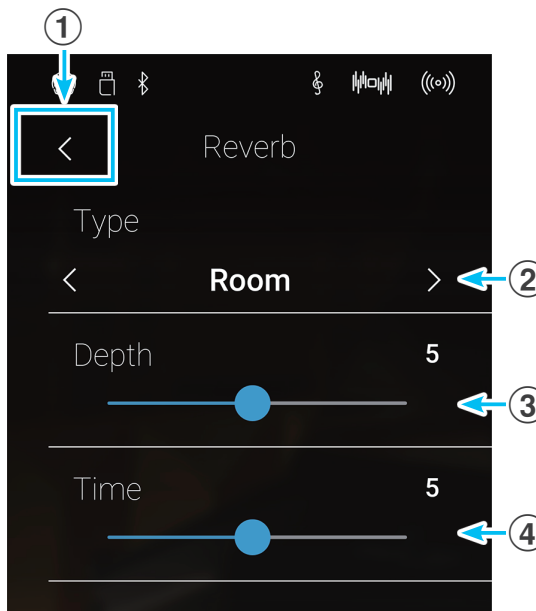 ①
< Reverb
Type
< Room > ②
Depth 5
③
Time 5
④